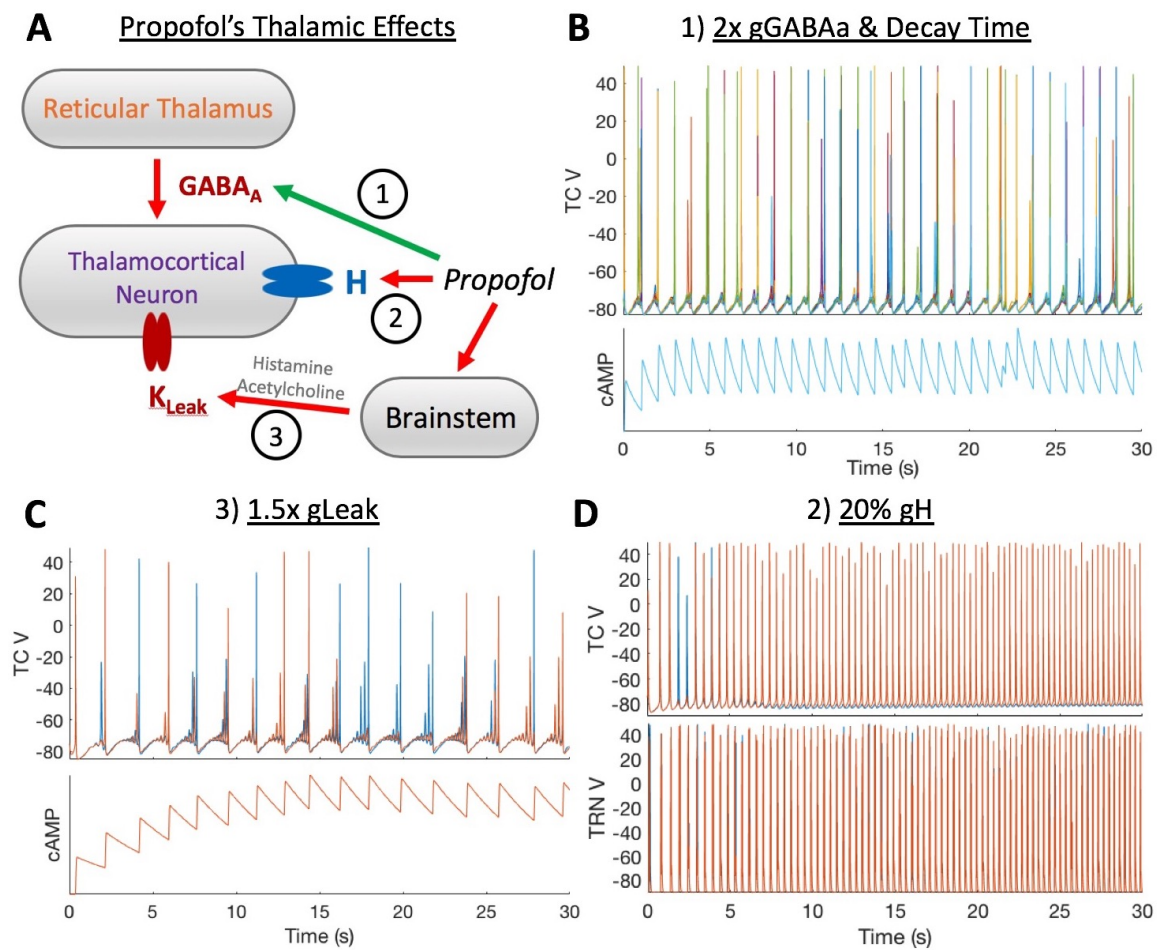 A Propofol's Thalamic Effects
Reticular Thalamus
GABA_A
1
Thalamocortical
Neuron
H
Propofol
2
Histamine
Acetylcholine
K_Leak
3
Brainstem
B 1) 2x gGABAa & Decay Time
TC V
40
20
0
-20
-40
-60
-80
cAMP
0 5 10 15 20 25 30
Time (s)
C 3) 1.5x gLeak
TC V
40
20
0
-20
-40
-60
-80
cAMP
0 5 10 15 20 25 30
Time (s)
D 2) 20% gH
TC V
40
20
0
-20
-40
-60
-80
TRN V
40
20
0
-20
-40
-60
-80
0 5 10 15 20 25 30
Time (s)